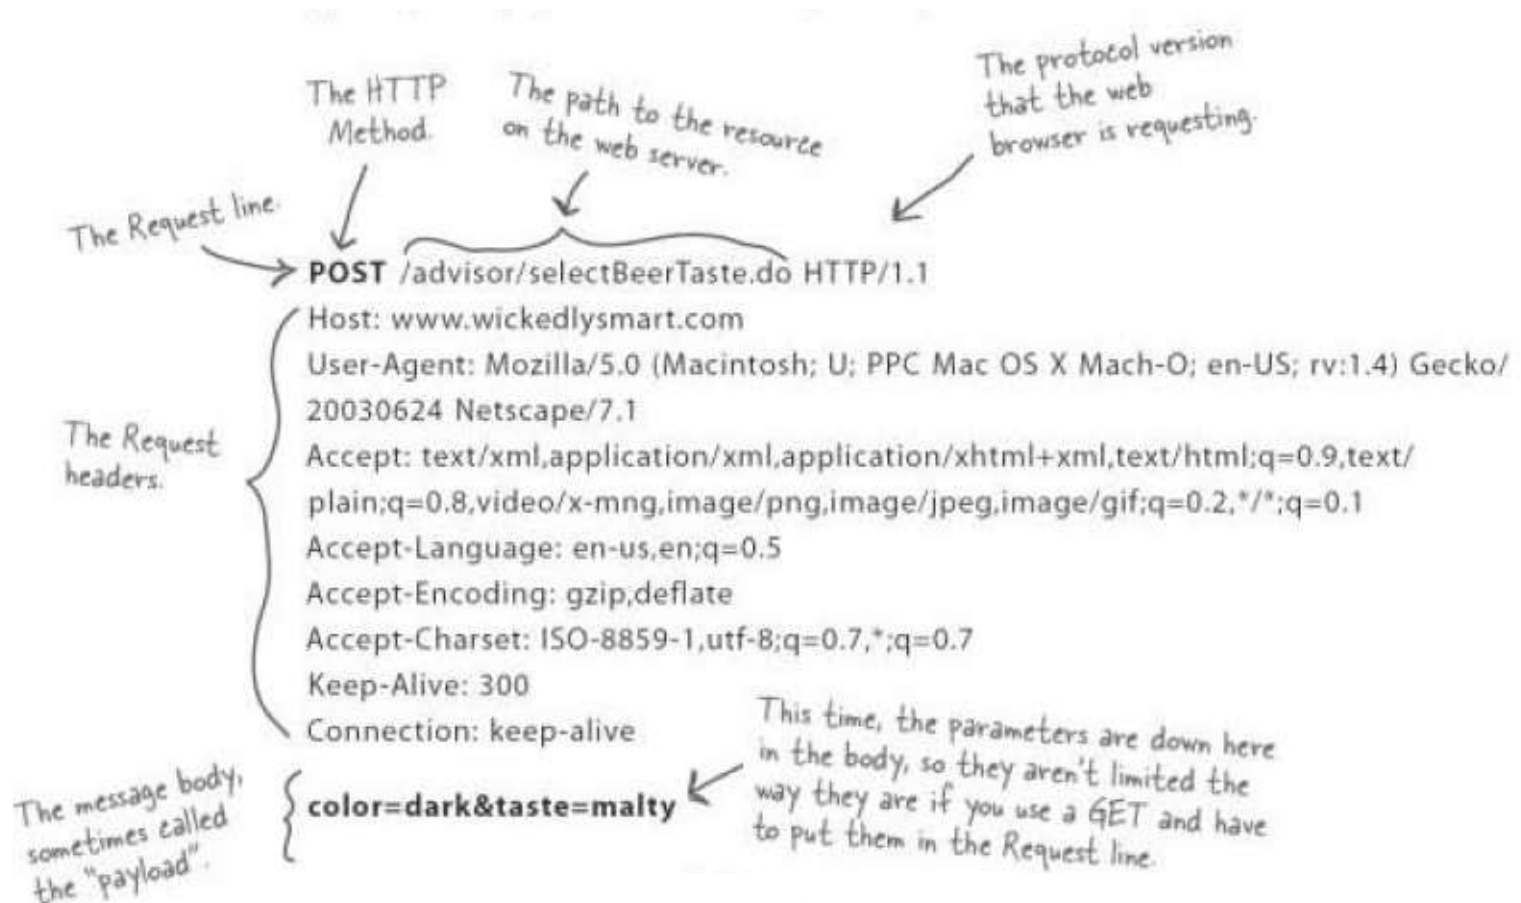 The HTTP
Method.
The path to the resource
on the web server.
The protocol version
that the web
browser is requesting.
The Request line.
POST /advisor/selectBeerTaste.do HTTP/1.1
Host: www.wickedlysmart.com
User-Agent: Mozilla/5.0 (Macintosh; U; PPC Mac OS X Mach-O; en-US; rv:1.4) Gecko/
20030624 Netscape/7.1
Accept: text/xml,application/xml,application/xhtml+xml,text/html;q=0.9,text/
plain;q=0.8,video/x-mng,image/png,image/jpeg,image/gif;q=0.2,*/*;q=0.1
Accept-Language: en-us,en;q=0.5
Accept-Encoding: gzip,deflate
Accept-Charset: ISO-8859-1,utf-8;q=0.7,*;q=0.7
Keep-Alive: 300
Connection: keep-alive
The Request
headers.
color=dark&taste=malty
The message body,
sometimes called
the "payload".
This time, the parameters are down here
in the body, so they aren't limited the
way they are if you use a GET and have
to put them in the Request line.